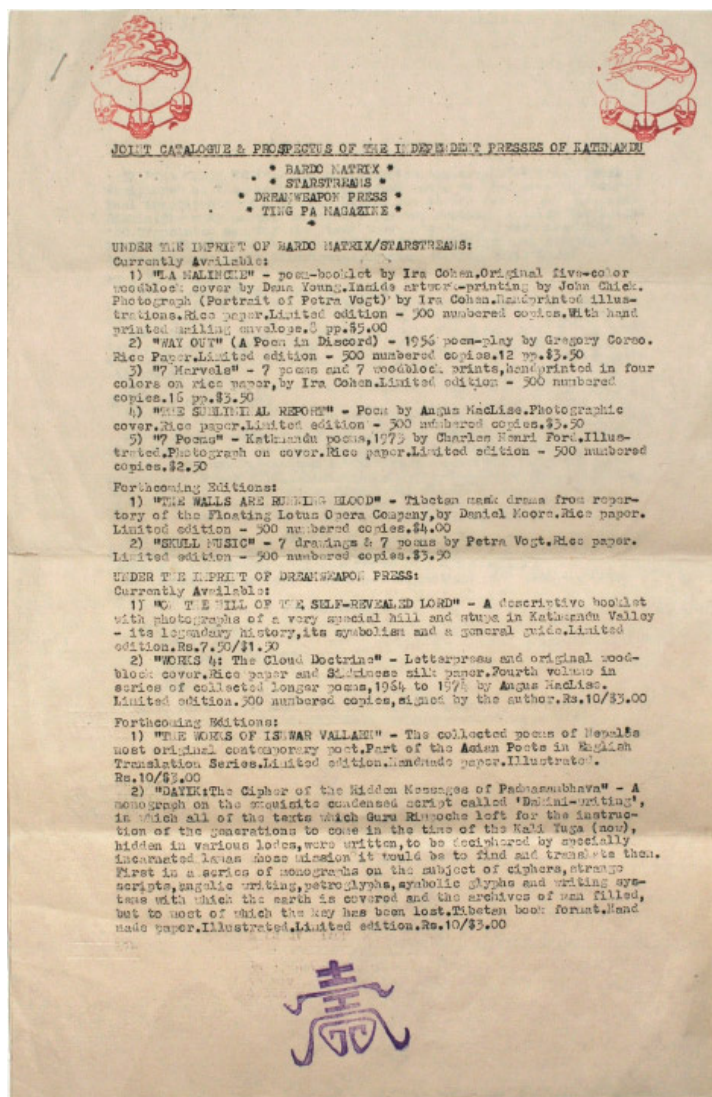 JOINT CATALOGUE & PROSPECTUS OF THE INDEPENDENT PRESSES OF KATHMANDU
* BARDO MATRIX *
* STARSTREAMS *
* DREAMWEAPON PRESS *
* TING PA MAGAZINE *
*
UNDER THE IMPRINT OF BARDO MATRIX/STARSTREAMS:
Currently Available:
1) "LA MALINCHE" - poem-booklet by Ira Cohen.Original five-color
woodblock cover by Dana Young.Inside artwork-printing by John Chick.
Photograph (Portrait of Petra Vogt) by Ira Cohen.Handprinted illus-
trations.Rice paper.Limited edition - 500 numbered copies.With hand
printed mailing envelope.8 pp.$5.00
2) "WAY OUT" (A Poem in Discord) - 1956 poem-play by Gregory Corso.
Rice Paper.Limited edition - 500 numbered copies.12 pp.$3.50
3) "7 Marvels" - 7 poems and 7 woodblock prints,handprinted in four
colors on rice paper,by Ira Cohen.Limited edition - 500 numbered
copies.16 pp.$3.50
4) "THE SUBLIMINAL REPORT" - Poem by Angus MacLise.Photographic
cover.Rice paper.Limited edition - 500 numbered copies.$3.50
5) "7 Poems" - Kathmandu poems,1973 by Charles Henri Ford.Illus-
trated.Photograph on cover.Rice paper.Limited edition - 500 numbered
copies.$2.50
Forthcoming Editions:
1) "THE WALLS ARE RUNNING BLOOD" - Tibetan mask drama from reper-
tory of the Floating Lotus Opera Company,by Daniel Moore.Rice paper.
Limited edition - 500 numbered copies.$4.00
2) "SKULL MUSIC" - 7 drawings & 7 poems by Petra Vogt.Rice paper.
Limited edition - 500 numbered copies.$3.50
UNDER THE IMPRINT OF DREAMWEAPON PRESS:
Currently Available:
1) "ON THE HILL OF THE SELF-REVEALED LORD" - A descriptive booklet
with photographs of a very special hill and stupa in Kathmandu Valley
- its legendary history,its symbolism and a general guide.Limited
edition.Rs.7.50/$1.50
2) "WORKS 4: The Cloud Doctrine" - Letterpress and original wood-
block cover.Rice paper and Sikkimese silk paper.Fourth volume in
series of collected longer poems,1964 to 1974 by Angus MacLise.
Limited edition.300 numbered copies,signed by the author.Rs.10/$3.00
Forthcoming Editions:
1) "THE WORKS OF ISHWAR VALLABH" - The collected poems of Nepal's
most original contemporary poet.Part of the Asian Poets in English
Translation Series.Limited edition.Handmade paper.Illustrated.
Rs.10/$3.00
2) "DAYIK:The Cipher of the Hidden Messages of Padmasambhava" - A
monograph on the exquisite condensed script called 'Dakini-writing',
in which all of the texts which Guru Rinpoche left for the instruc-
tion of the generations to come in the time of the Kali Yuga (now),
hidden in various lodes,were written,to be deciphered by specially
incarnated lamas whose mission it would be to find and translate them.
First in a series of monographs on the subject of ciphers,strange
scripts,angelic writing,petroglyphs,symbolic glyphs and writing sys-
tems with which the earth is covered and the archives of man filled,
but to most of which the key has been lost.Tibetan book format.Hand
made paper.Illustrated.Limited edition.Rs.10/$3.00